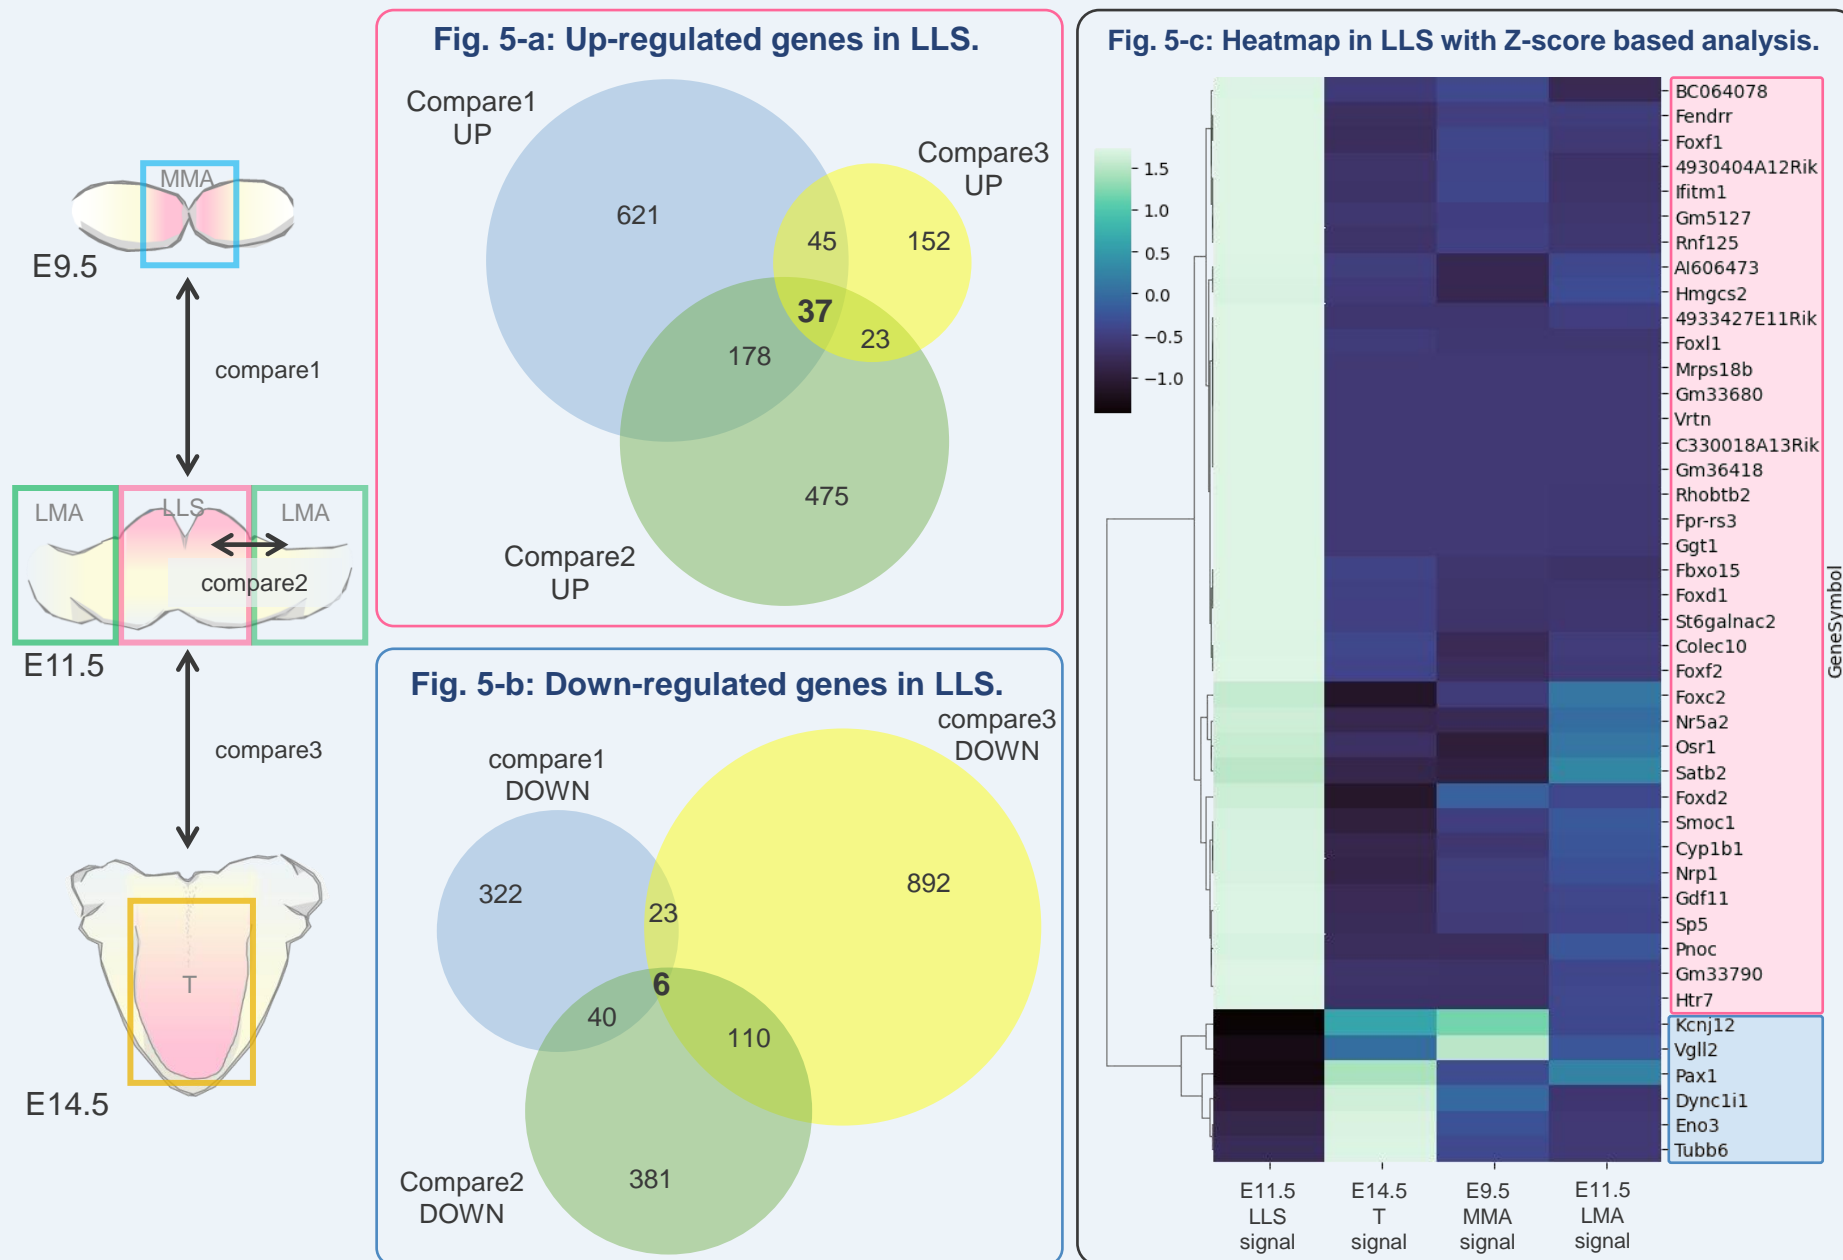 MMA
E9.5
compare1
LMA
LLS
LMA
compare2
E11.5
compare3
T
E14.5
Fig. 5-a: Up-regulated genes in LLS.
Compare1
UP
Compare3
UP
621
45
152
37
178
23
475
Compare2
UP
Fig. 5-b: Down-regulated genes in LLS.
compare3
DOWN
compare1
DOWN
322
23
892
6
40
110
381
Compare2
DOWN
Fig. 5-c: Heatmap in LLS with Z-score based analysis.
1.5
1.0
0.5
0.0
−0.5
−1.0
BC064078
Fendrr
Foxf1
4930404A12Rik
Ifitm1
Gm5127
Rnf125
AI606473
Hmgcs2
4933427E11Rik
Foxl1
Mrps18b
Gm33680
Vrtn
C330018A13Rik
Gm36418
Rhobtb2
Fpr-rs3
Ggt1
Fbxo15
Foxd1
St6galnac2
Colec10
Foxf2
Foxc2
Nr5a2
Osr1
Satb2
Foxd2
Smoc1
Cyp1b1
Nrp1
Gdf11
Sp5
Pnoc
Gm33790
Htr7
Kcnj12
Vgll2
Pax1
Dync1i1
Eno3
Tubb6
GeneSymbol
E11.5
LLS
signal
E14.5
T
signal
E9.5
MMA
signal
E11.5
LMA
signal